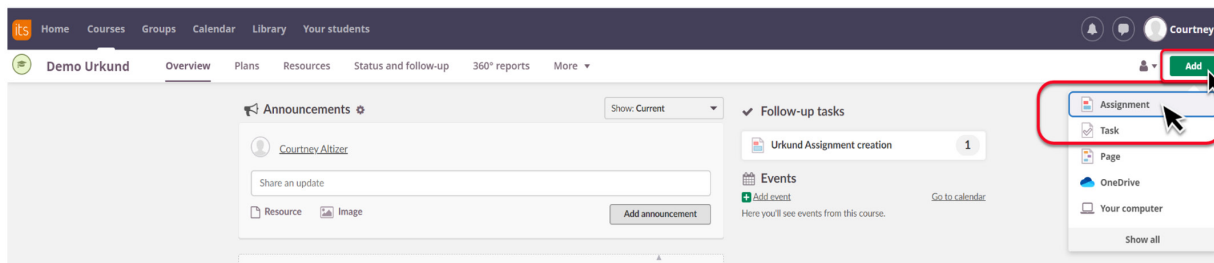 its Home Courses Groups Calendar Library Your students Courtney
Demo Urkund Overview Plans Resources Status and follow-up 360° reports More Add
Announcements
Show: Current
Courtney Altizer
Share an update
Resource Image
Add announcement
Follow-up tasks
Urkund Assignment creation 1
Events
Add event Go to calendar
Here you'll see events from this course.
Assignment
Task
Page
OneDrive
Your computer
Show all